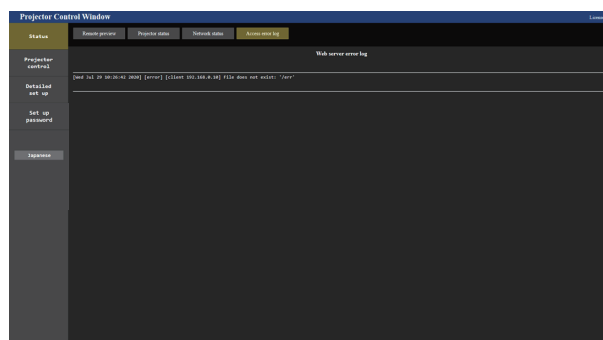 Projector Control Window
Status
Remote preview
Projector status
Network status
Access error log
Web server error log
Projector
control
[Wed Jul 29 10:26:43 2020] [error] [client 192.168.0.10] File does not exist: '/err'
Detailed
set up
Set up
password
Japanese